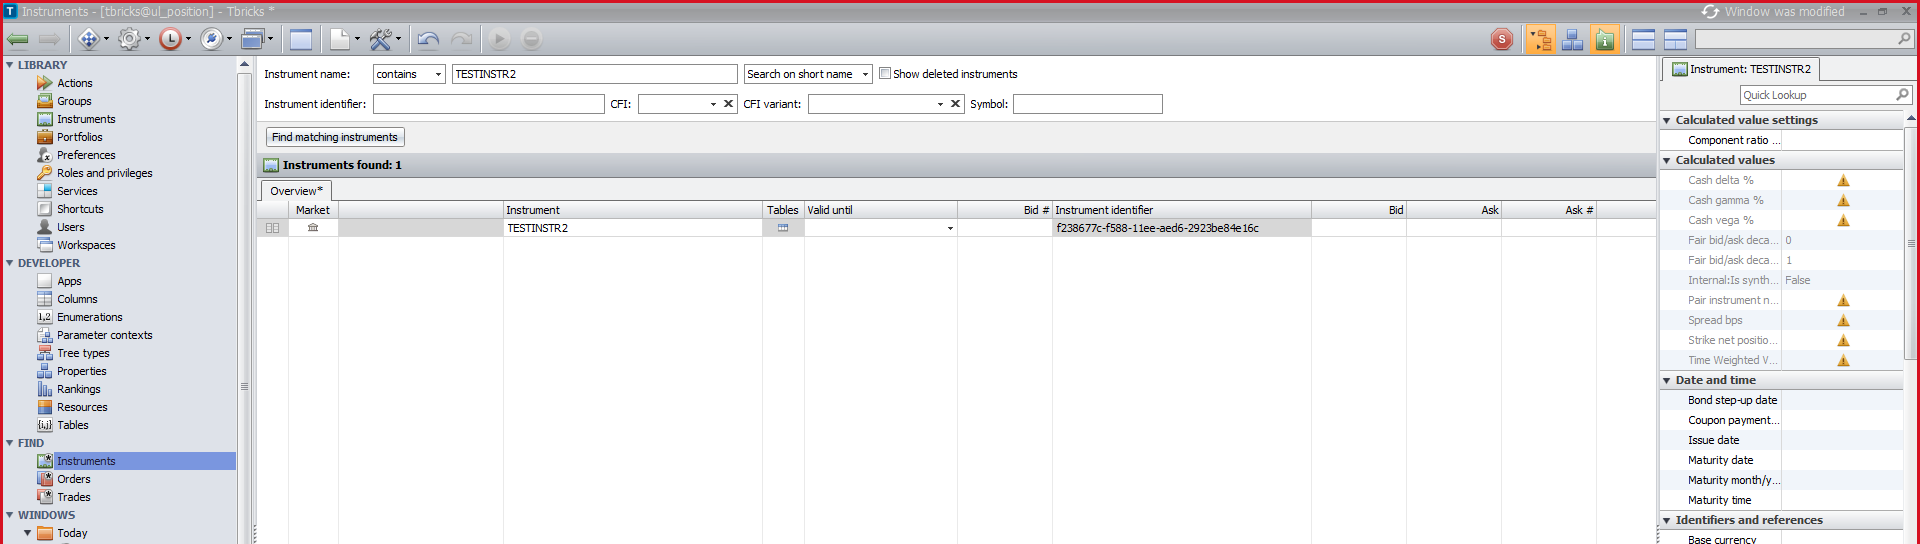 Instruments - [tbricks@ul_position] - Tbricks *
Window was modified
LIBRARY
Actions
Groups
Instruments
Portfolios
Preferences
Roles and privileges
Services
Shortcuts
Users
Workspaces
DEVELOPER
Apps
Columns
Enumerations
Parameter contexts
Tree types
Properties
Rankings
Resources
Tables
FIND
Instruments
Orders
Trades
WINDOWS
Today
Instrument name: contains TESTINSTR2 Search on short name Show deleted instruments
Instrument identifier: CFI: CFI variant: Symbol:
Find matching instruments
Instruments found: 1
Overview*
Market Instrument Tables Valid until Bid # Instrument identifier Bid Ask Ask #
TESTINSTR2 f238677c-f588-11ee-aed6-2923be84e16c
Instrument: TESTINSTR2
Quick Lookup
Calculated value settings
Component ratio ...
Calculated values
Cash delta %
Cash gamma %
Cash vega %
Fair bid/ask deca... 0
Fair bid/ask deca... 1
Internal:Is synth... False
Pair instrument n...
Spread bps
Strike net positio...
Time Weighted V...
Date and time
Bond step-up date
Coupon payment...
Issue date
Maturity date
Maturity month/y...
Maturity time
Identifiers and references
Base currency